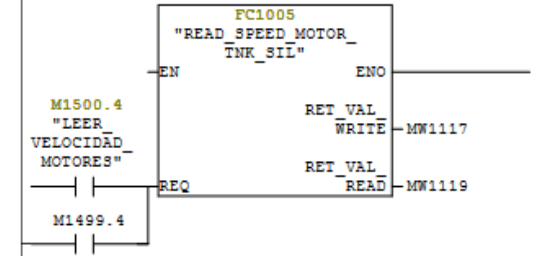 FC1005
"READ_SPEED_MOTOR_
TNK_SIL"
EN
ENO
M1500.4
"LEER_
VELOCIDAD_
MOTORES"
RET_VAL_
WRITE
MW1117
RET_VAL_
READ
MW1119
REQ
M1499.4